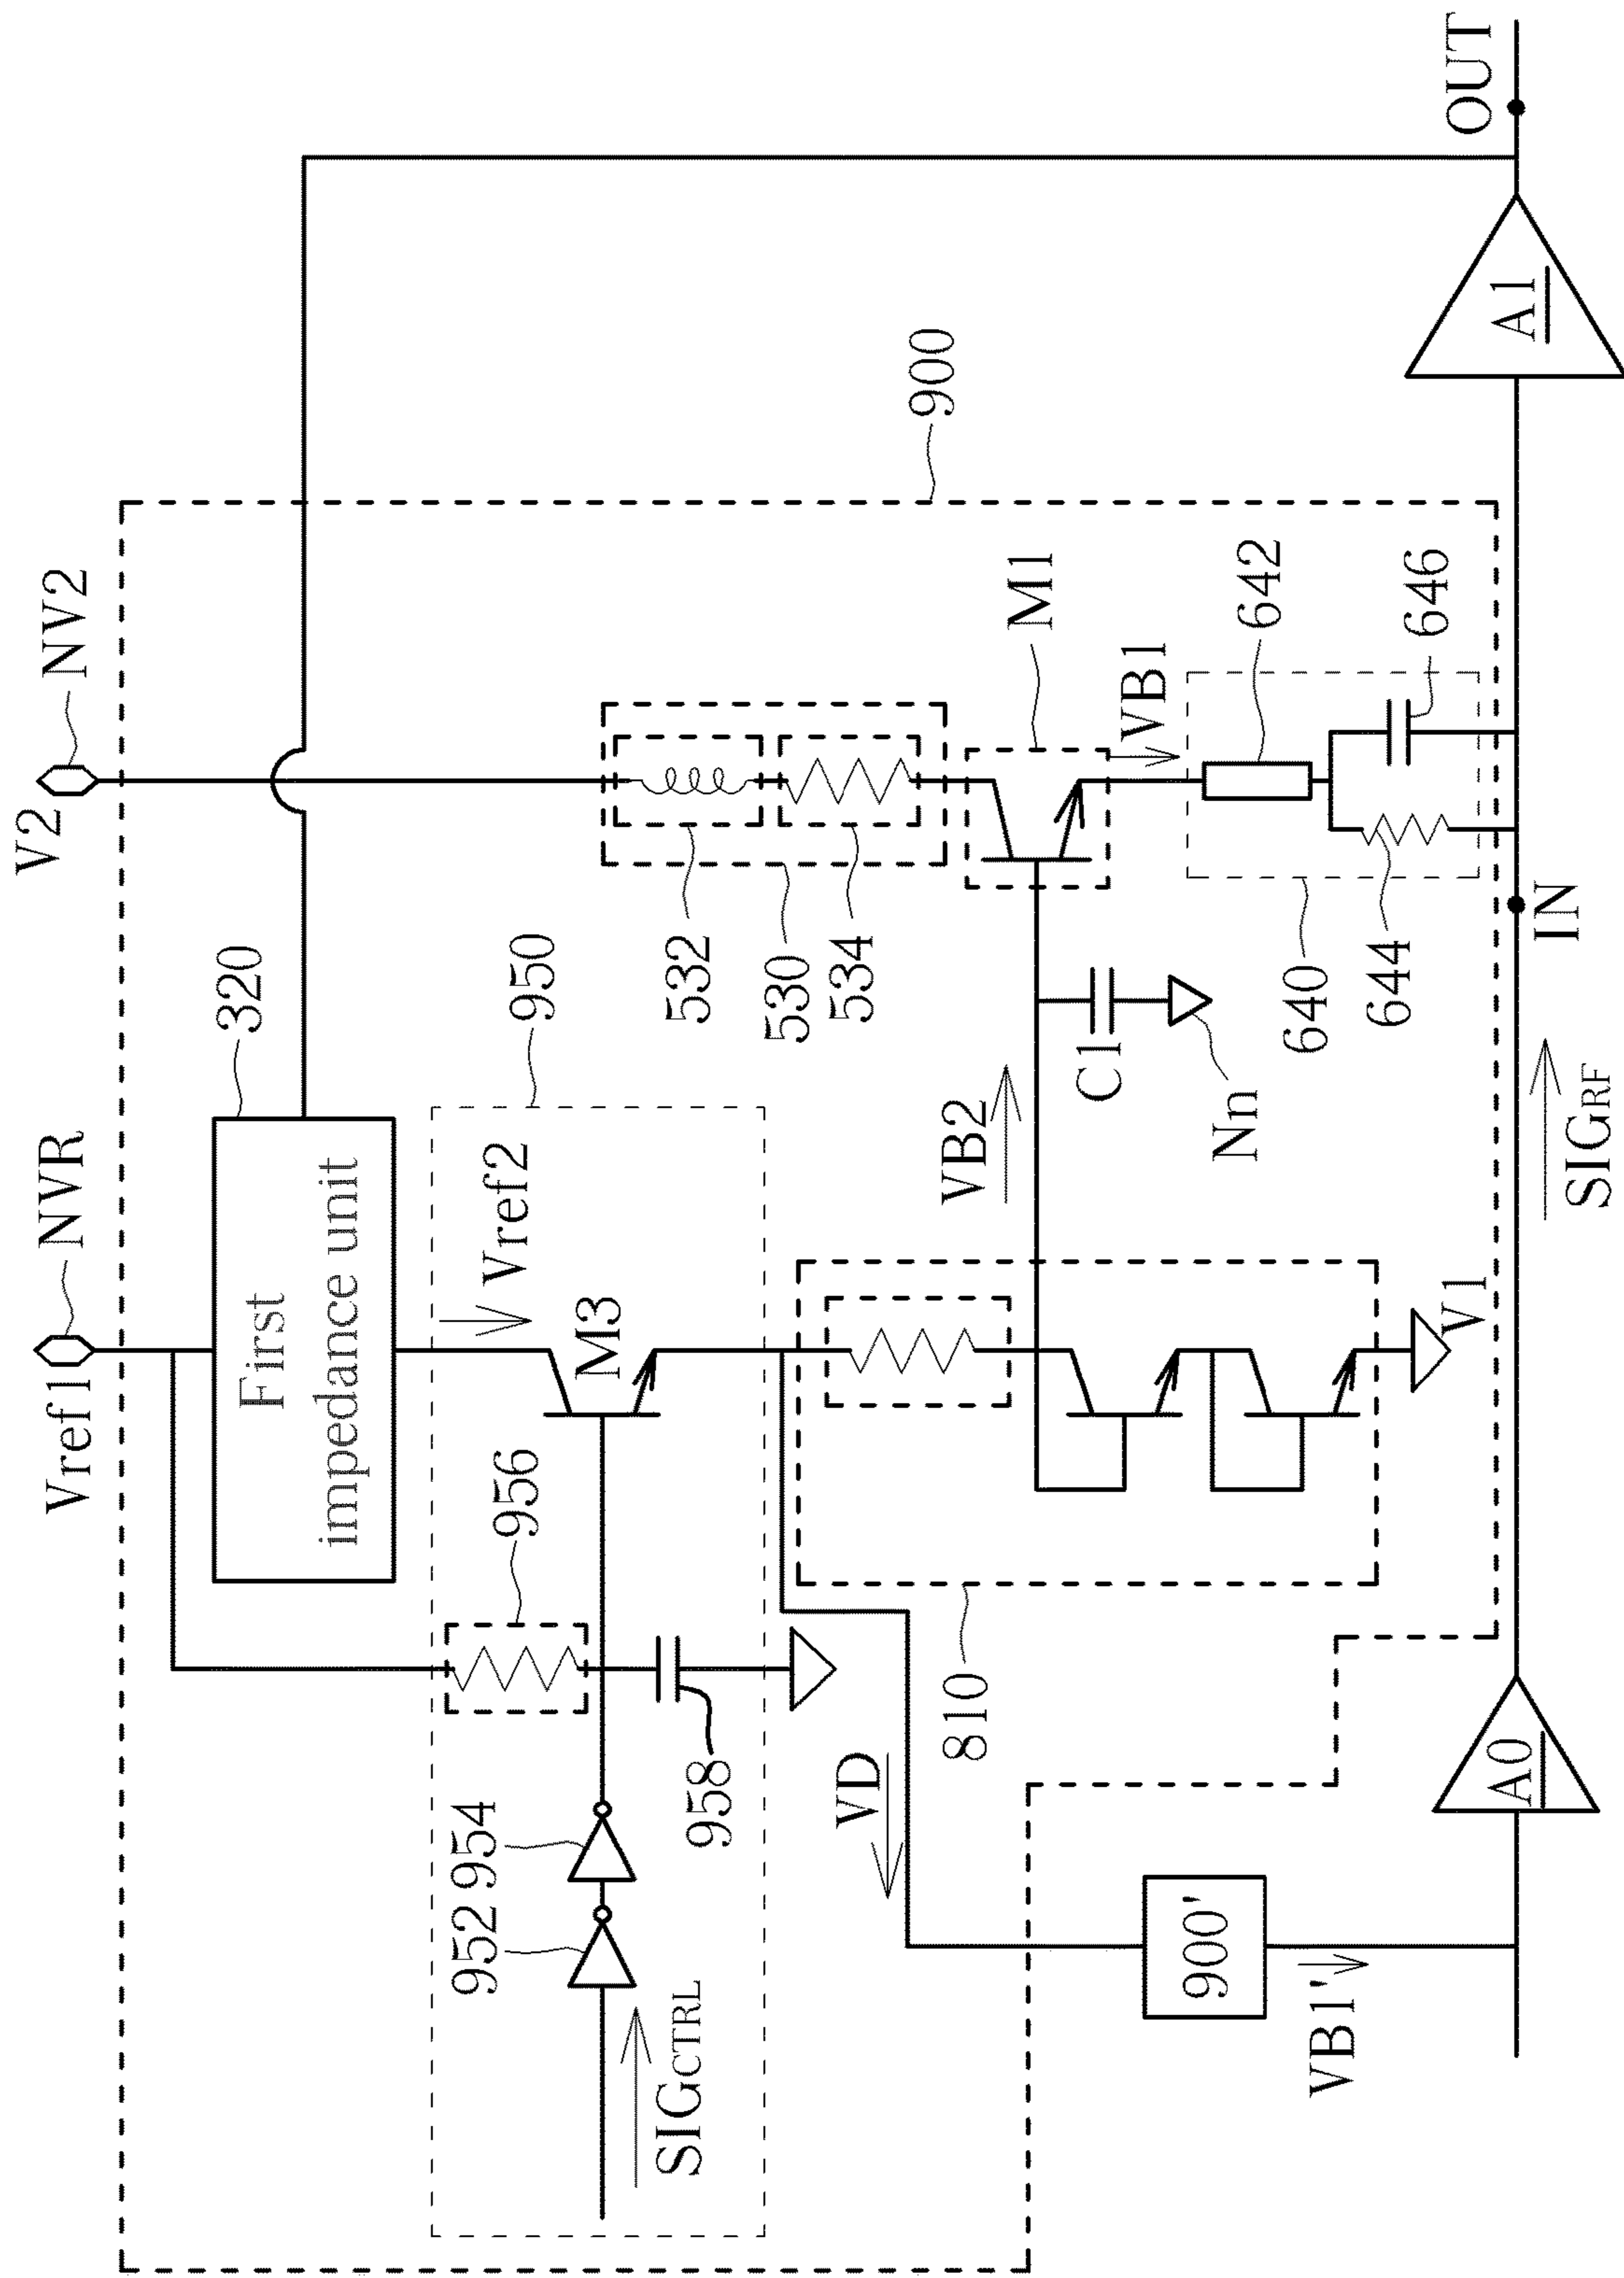 Vref1
NVR
V2
NV2
First
impedance unit
320
950
Vref2
M3
956
952
954
958
SIGCTRL
532
530
534
900
M1
VB1
642
646
640
644
VB2
C1
Nn
V1
810
VD
900'
VB1'
A0
SIGRF
IN
A1
OUT